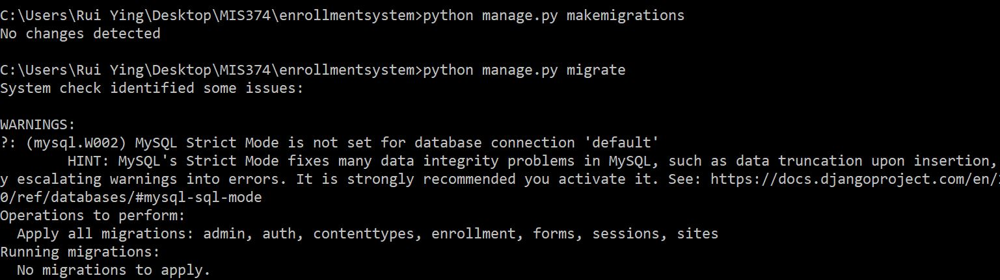 C:\Users\Rui Ying\Desktop\MIS374\enrollmentsystem>python manage.py makemigrations
No changes detected
C:\Users\Rui Ying\Desktop\MIS374\enrollmentsystem>python manage.py migrate
System check identified some issues:
WARNINGS:
?: (mysql.W002) MySQL Strict Mode is not set for database connection 'default'
HINT: MySQL's Strict Mode fixes many data integrity problems in MySQL, such as data truncation upon insertion,
y escalating warnings into errors. It is strongly recommended you activate it. See: https://docs.djangoproject.com/en/
0/ref/databases/#mysql-sql-mode
Operations to perform:
Apply all migrations: admin, auth, contenttypes, enrollment, forms, sessions, sites
Running migrations:
No migrations to apply.